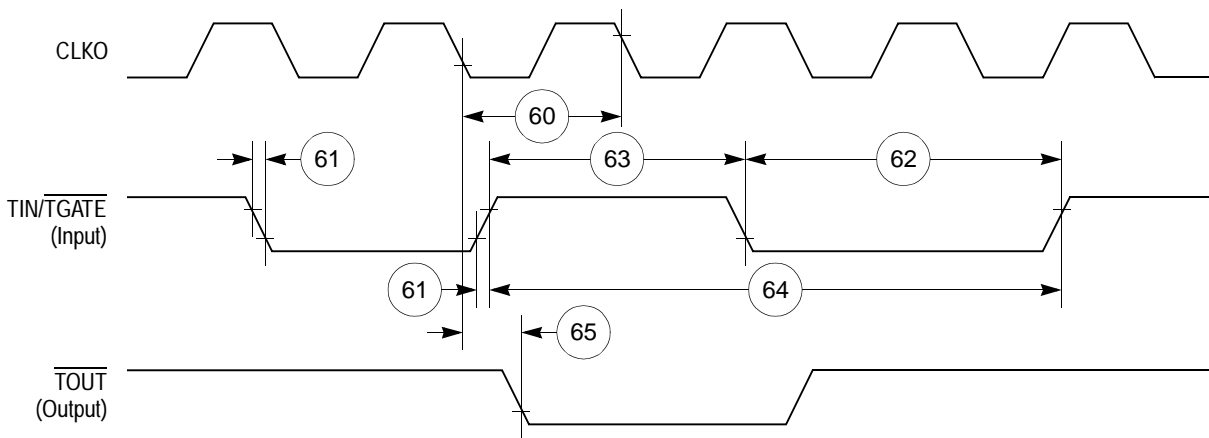 CLKO
60
61
63
62
TIN/TGATE
(Input)
61
64
65
TOUT
(Output)